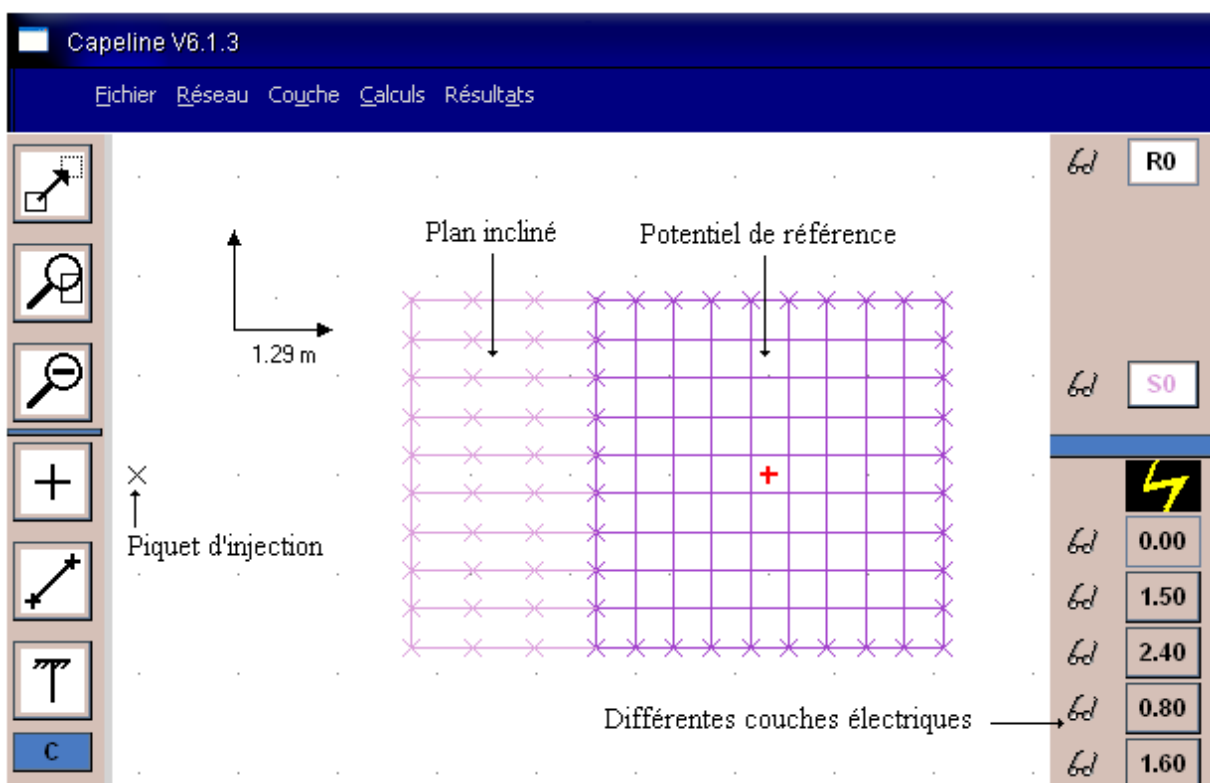 Capeline V6.1.3
Fichier Réseau Couche Calculs Résultats
R0
Plan incliné
Potentiel de référence
1.29 m
S0
Piquet d'injection
0.00
1.50
2.40
Différentes couches électriques
0.80
C
1.60